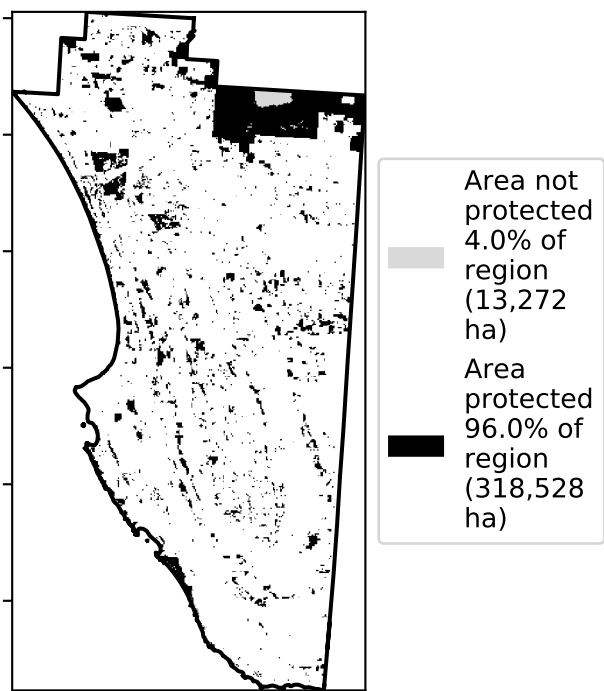 Area not
protected
4.0% of
region
(13,272
ha)
Area
protected
96.0% of
region
(318,528
ha)